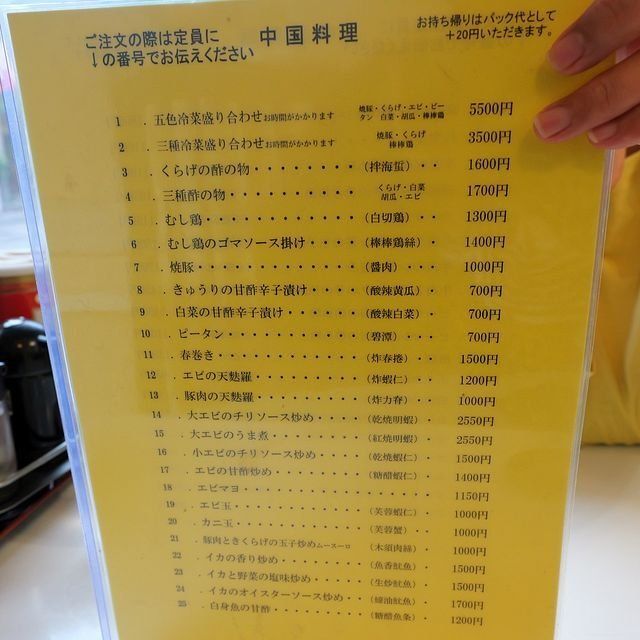 ご注文の際は定員に
↓の番号でお伝えください
中国料理
お持ち帰りはパック代として
＋20円いただきます。
1 . 五色冷菜盛り合わせお時間がかかります 焼豚・くらげ・エビ・ピータン 白菜・胡瓜・棒棒鶏 5500円
2 . 三種冷菜盛り合わせお時間がかかります 焼豚・くらげ 棒棒鶏 3500円
3 . くらげの酢の物・・・・・・・・（拌海蜇）・・ 1600円
4 . 三種酢の物・・・・・・・・・・ くらげ・白菜 胡瓜・エビ 1700円
5 . むし鶏・・・・・・・・・・・・（白切鶏）・・ 1300円
6 . むし鶏のゴマソース掛け・・・・（棒棒鶏絲）・ 1400円
7 . 焼豚・・・・・・・・・・・・・（醬肉）・・・ 1000円
8 . きゅうりの甘酢辛子漬け・・・・（酸辣黄瓜）・ 700円
9 . 白菜の甘酢辛子漬け・・・・・・（酸辣白菜）・ 700円
10 . ピータン・・・・・・・・・・・（碧潭）・・・ 700円
11 . 春巻き・・・・・・・・・・・・（炸春捲）・・ 1500円
12 . エビの天麩羅・・・・・・・・・（炸蝦仁）・・ 1200円
13 . 豚肉の天麩羅・・・・・・・・・（炸力脊）・・ 1000円
14 . 大エビのチリソース炒め・・・・（乾焼明蝦）・ 2550円
15 . 大エビのうま煮・・・・・・・・（紅焼明蝦）・ 2550円
16 . 小エビのチリソース炒め・・・・（乾焼蝦仁）・ 1500円
17 . エビの甘酢炒め・・・・・・・・（糖醋蝦仁）・ 1400円
18 . エビマヨ・・・・・・・・・・・・・・・・・・ 1150円
19 . エビ玉・・・・・・・・・・・・（芙蓉蝦仁）・ 1000円
20 . カニ玉・・・・・・・・・・・・（芙蓉蟹）・・ 1000円
21 . 豚肉ときくらげの玉子炒めムースーロ （木須肉絲）・ 1000円
22 . イカの香り炒め・・・・・・・・（魚香魷魚）・ 1500円
23 . イカと野菜の塩味炒め・・・・・（生炒魷魚）・ 1500円
24 . イカのオイスターソース炒め・・（蠔油魷魚）・ 1700円
25 . 白身魚の甘酢・・・・・・・・・（糖醋魚条）・ 1200円